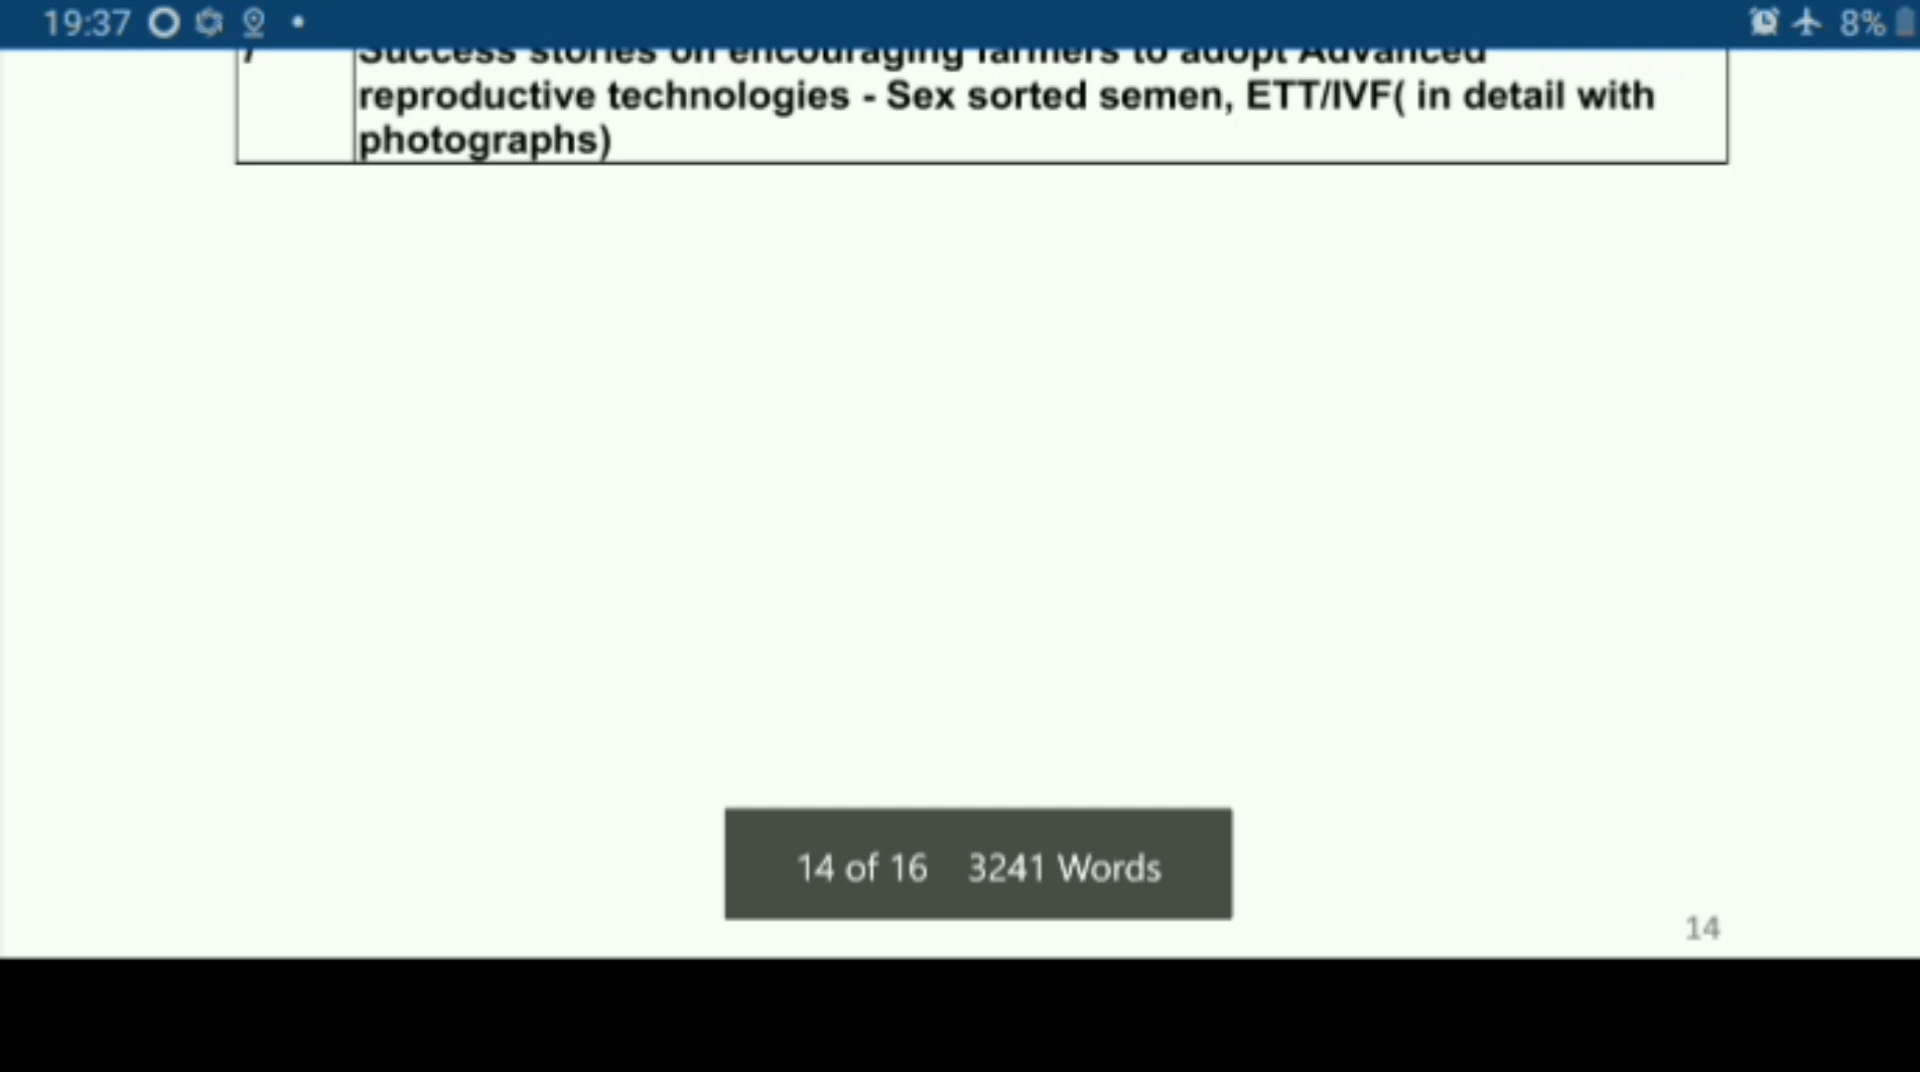 19:37 8%
7 Success stories on encouraging farmers to adopt Advanced
reproductive technologies - Sex sorted semen, ETT/IVF( in detail with
photographs)
14 of 16 3241 Words
14